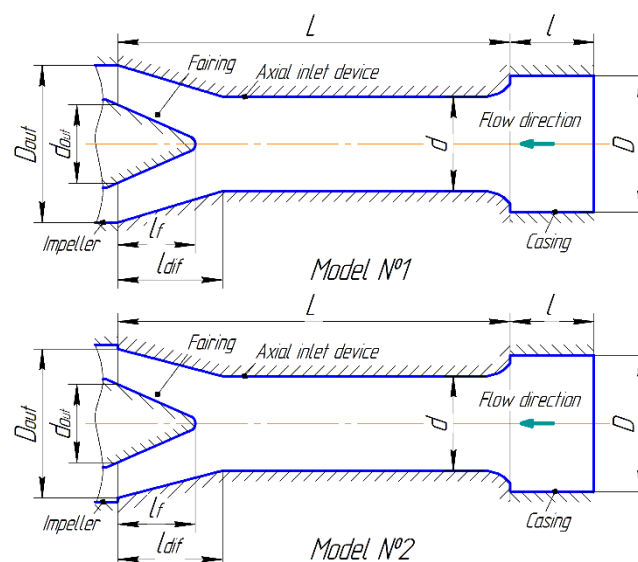 L
l
Fairing
Axial inlet device
Flow direction
Dout
dout
d
D
Impeller
lf
ldif
Casing
Model №1
L
l
Fairing
Axial inlet device
Flow direction
Dout
dout
d
D
Impeller
lf
ldif
Casing
Model №2